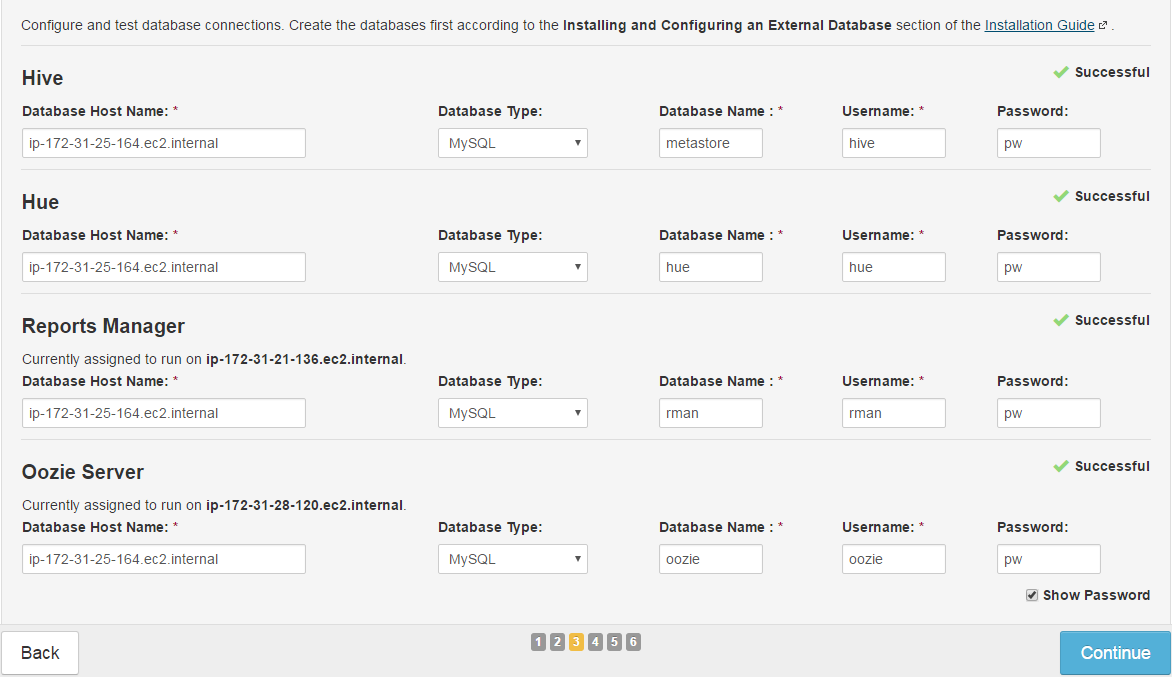 Configure and test database connections. Create the databases first according to the Installing and Configuring an External Database section of the Installation Guide .
Hive
Successful
Database Host Name: * Database Type: Database Name : * Username: * Password:
ip-172-31-25-164.ec2.internal MySQL metastore hive pw
Hue
Successful
Database Host Name: * Database Type: Database Name : * Username: * Password:
ip-172-31-25-164.ec2.internal MySQL hue hue pw
Reports Manager
Successful
Currently assigned to run on ip-172-31-21-136.ec2.internal.
Database Host Name: * Database Type: Database Name : * Username: * Password:
ip-172-31-25-164.ec2.internal MySQL rman rman pw
Oozie Server
Successful
Currently assigned to run on ip-172-31-28-120.ec2.internal.
Database Host Name: * Database Type: Database Name : * Username: * Password:
ip-172-31-25-164.ec2.internal MySQL oozie oozie pw
Show Password
Back 1 2 3 4 5 6 Continue